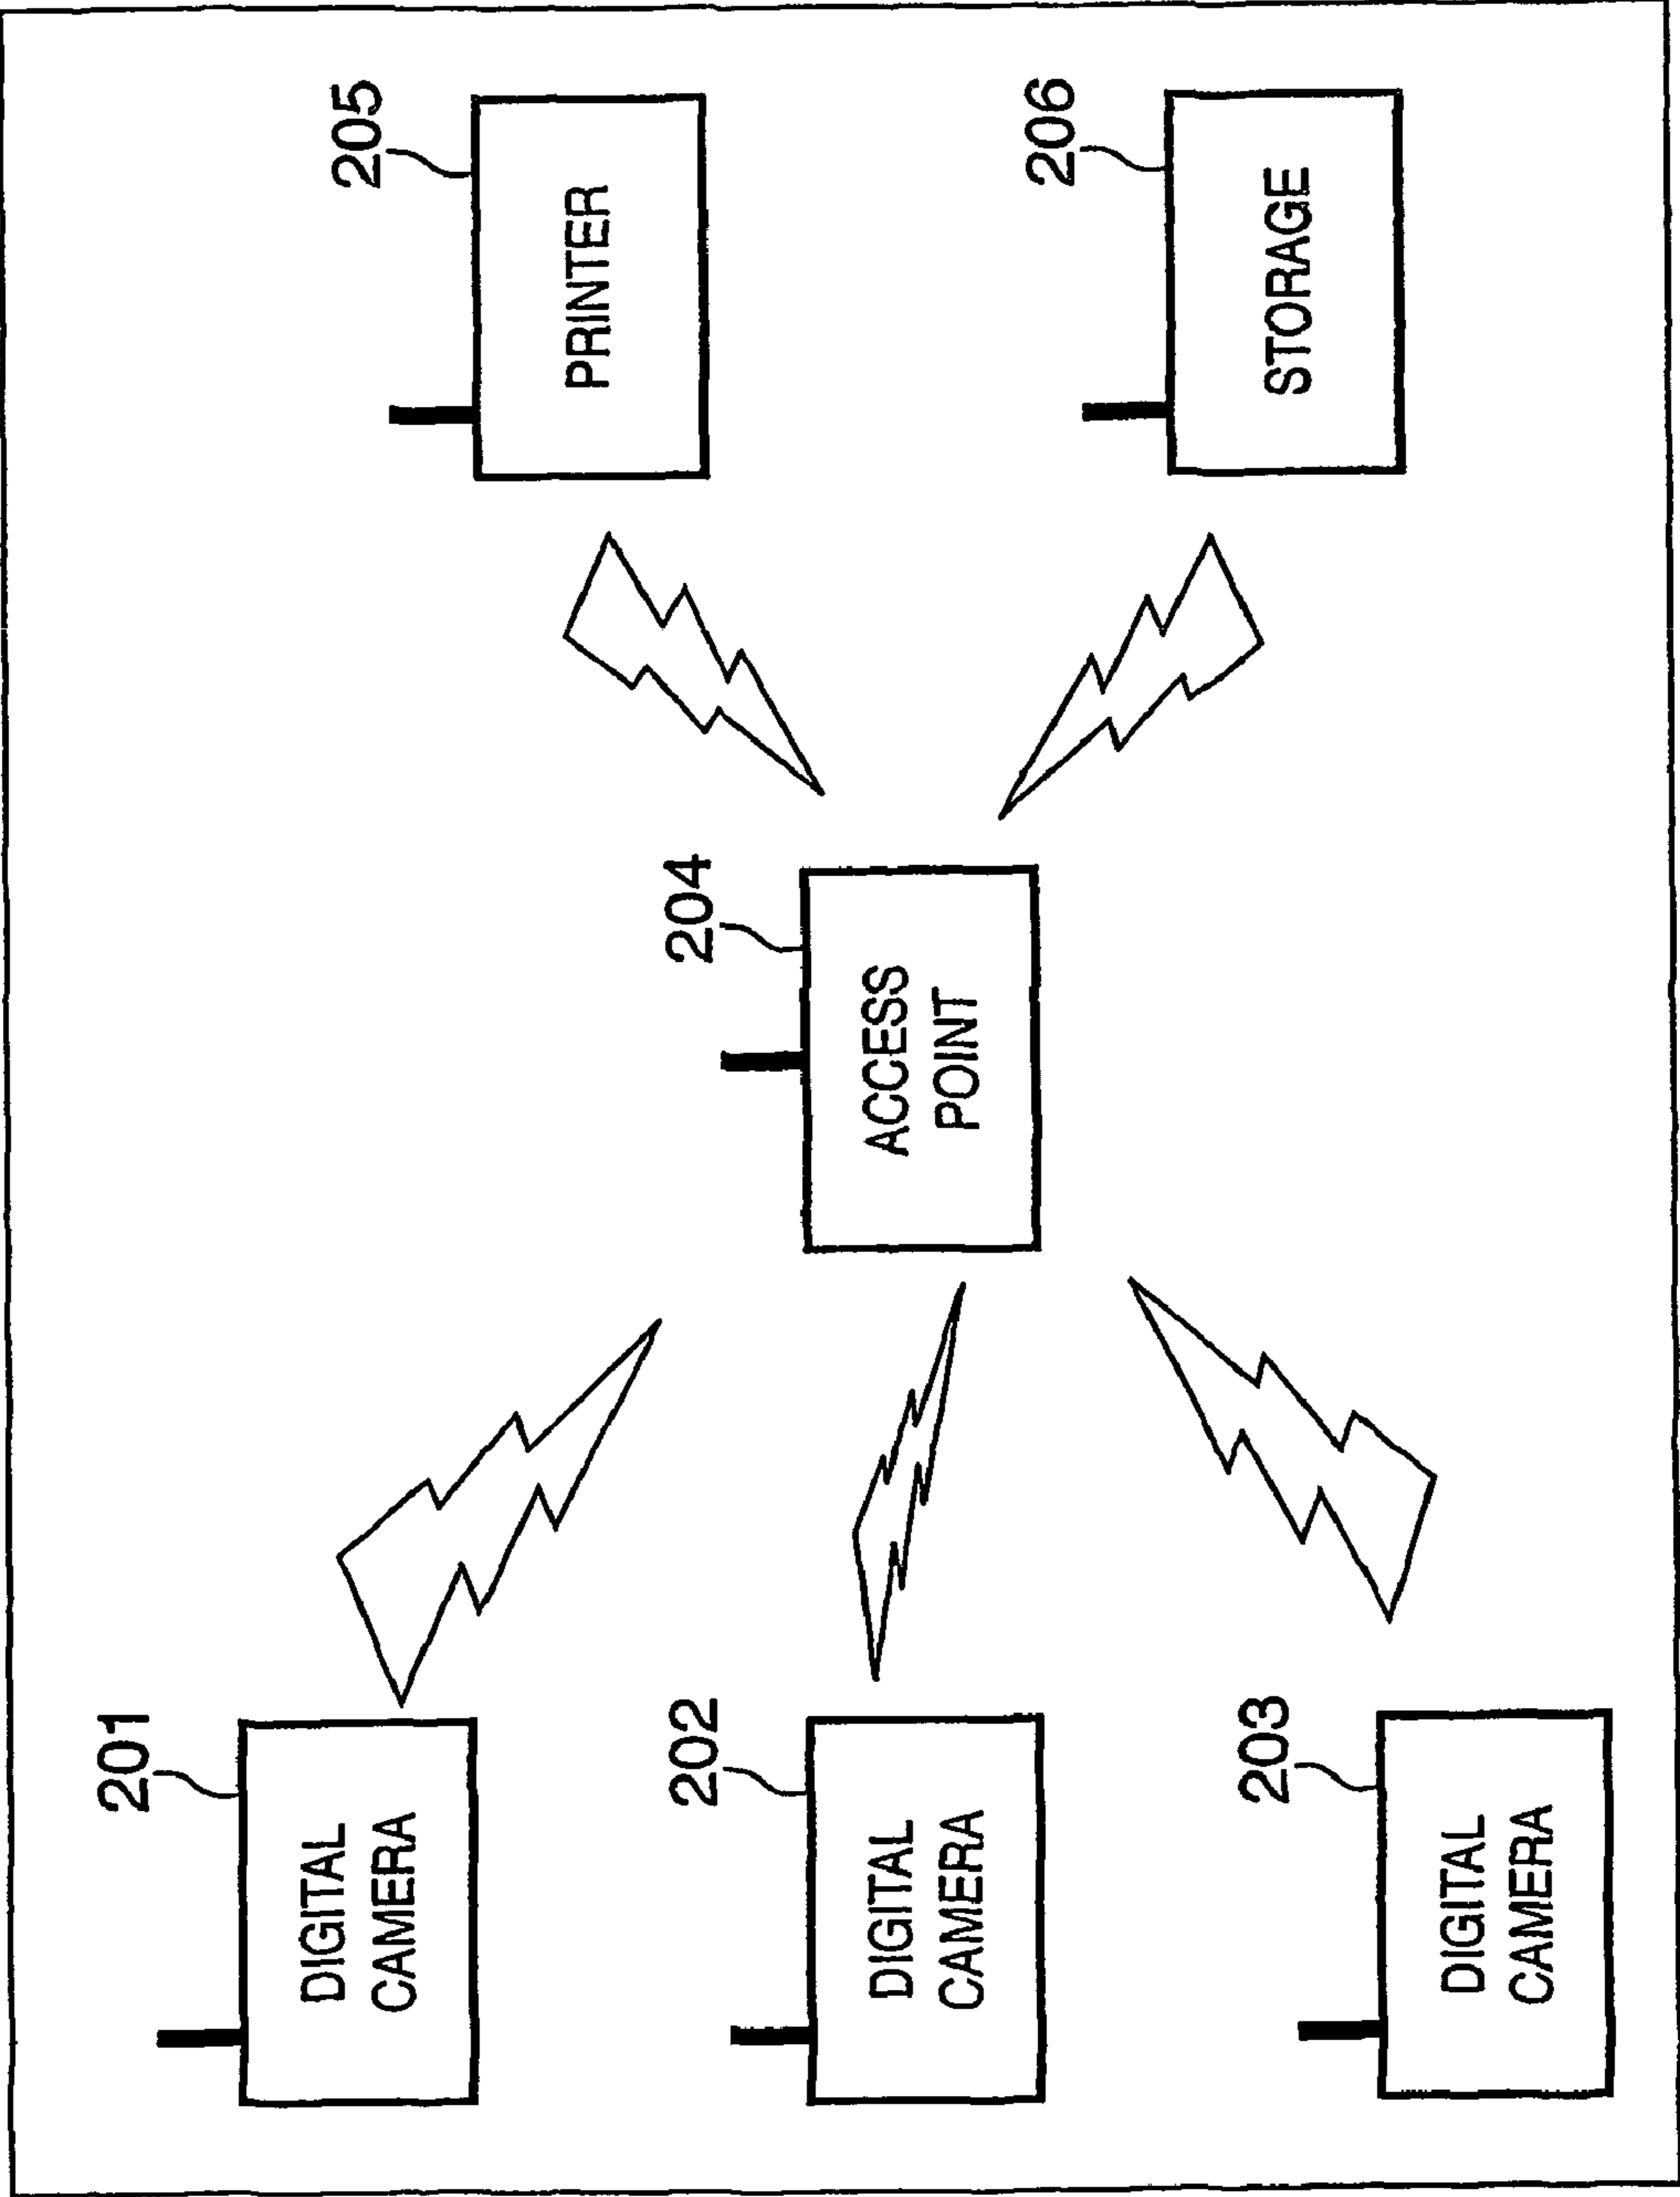 201
DIGITAL
CAMERA
202
DIGITAL
CAMERA
203
DIGITAL
CAMERA
204
ACCESS
POINT
205
PRINTER
206
STORAGE